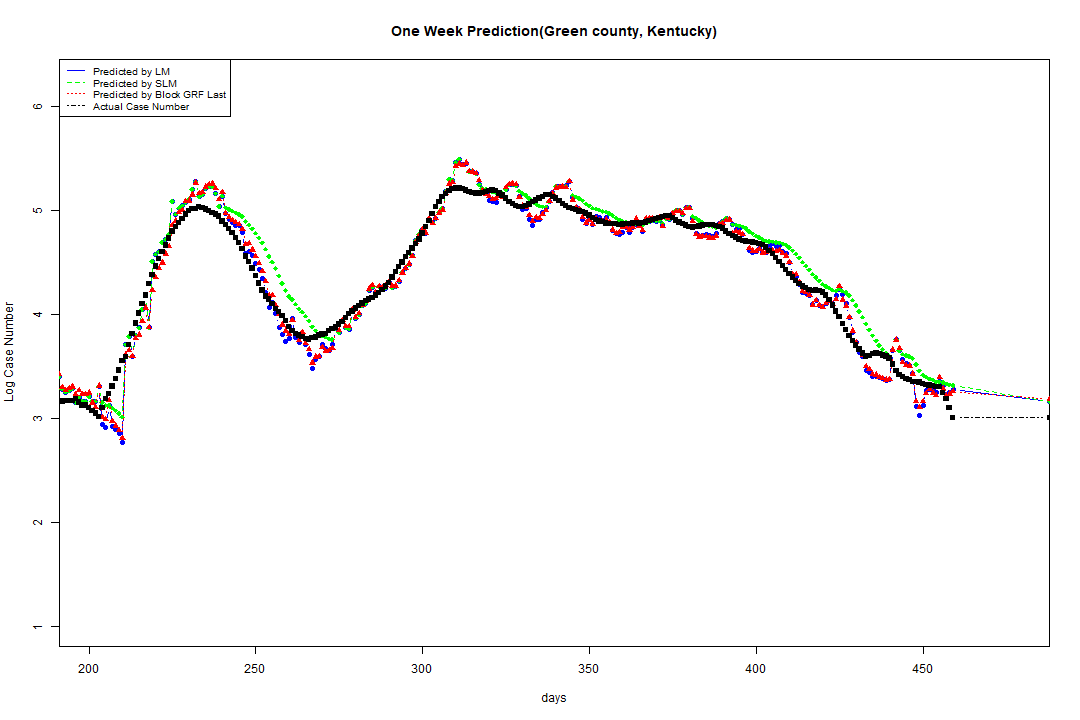 One Week Prediction(Green county, Kentucky)
Predicted by LM
Predicted by SLM
Predicted by Block GRF Last
Actual Case Number
6
5
4
3
2
1
Log Case Number
200 250 300 350 400 450
days